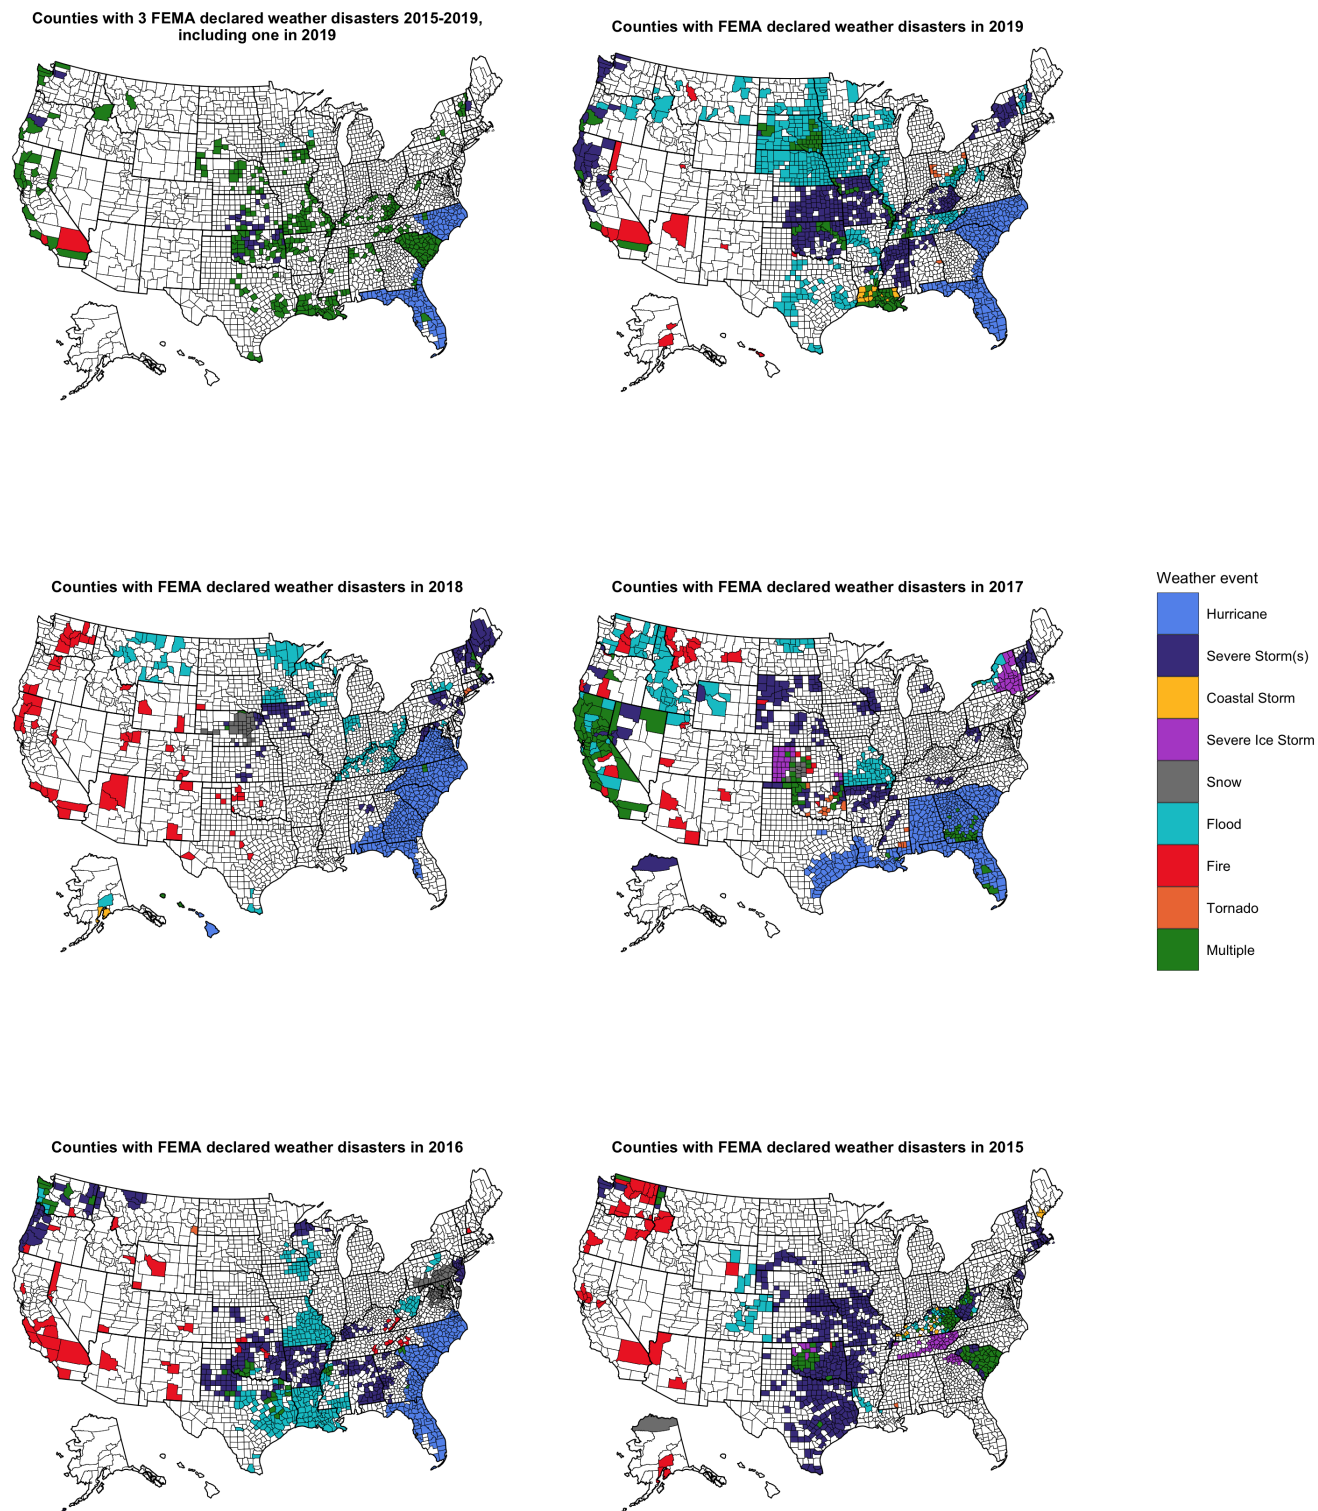 Counties with 3 FEMA declared weather disasters 2015-2019,
including one in 2019
Counties with FEMA declared weather disasters in 2019
Counties with FEMA declared weather disasters in 2018
Counties with FEMA declared weather disasters in 2017
Weather event
Hurricane
Severe Storm(s)
Coastal Storm
Severe Ice Storm
Snow
Flood
Fire
Tornado
Multiple
Counties with FEMA declared weather disasters in 2016
Counties with FEMA declared weather disasters in 2015